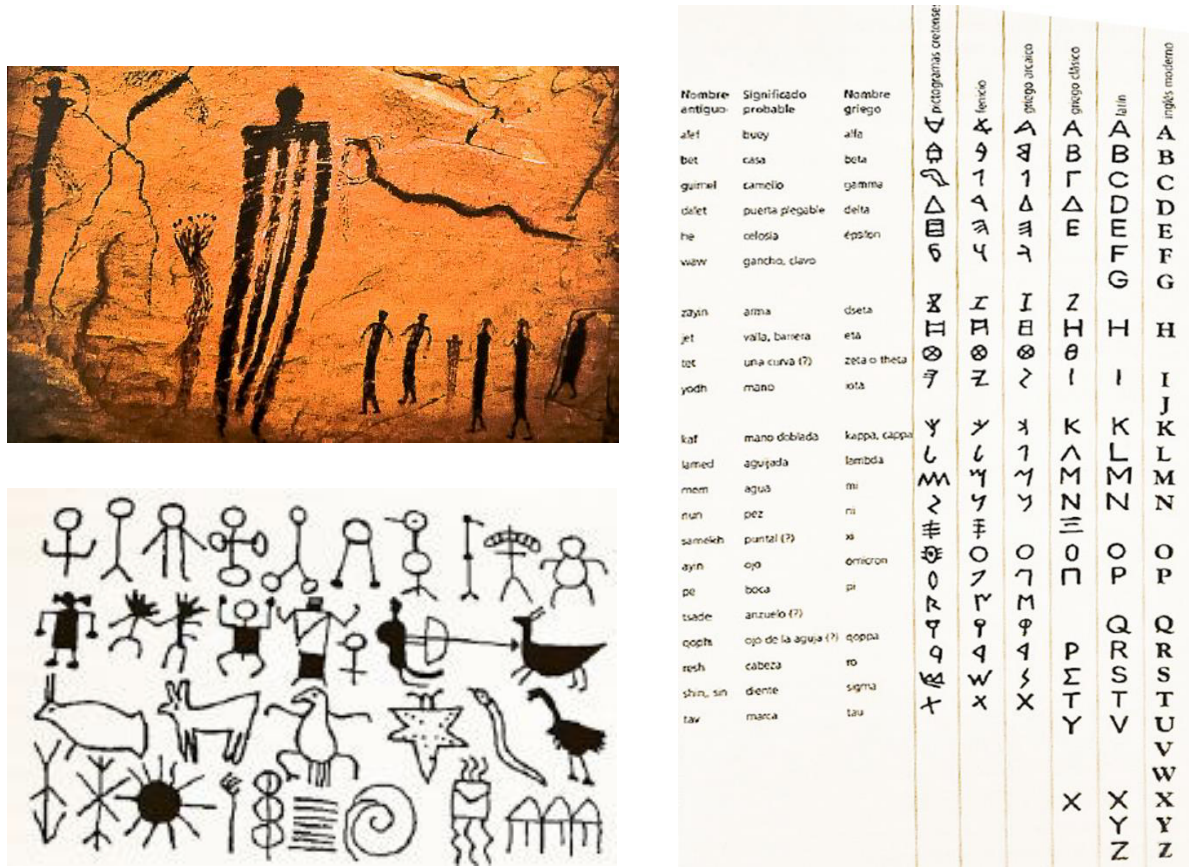 Nombre antiguo Significado probable Nombre griego pictogramas cretenses fenicio griego arcaico griego clásico latín inglés moderno
alef buey alfa A A A
bet casa beta B B B
guimel camello gamma Γ C C
dalet puerta plegable delta Δ D D
he celosía épsilon E E E
waw gancho, clavo F F
G G
zayin arma dseta Z
jet valla, barrera eta H H H
tet una curva (?) zeta o theta θ
yodh mano iota I I I
J
kaf mano doblada kappa, cappa K K K
lamed aguijada lambda Λ L L
mem agua mi M M M
nun pez ni N N N
samekh puntal (?) xi Ξ
ayin ojo ómicron O O O
pe boca pi Π P P
tsade anzuelo (?)
qoph ojo de la aguja (?) qoppa Q Q
resh cabeza ro P R R
shin, sin diente sigma Σ S S
tav marca tau T T T
Y V U
V
W
X X X
Y Y
Z Z